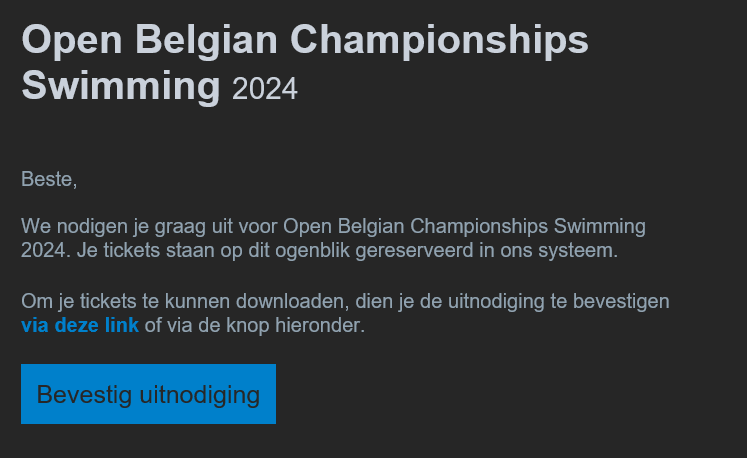 Open Belgian Championships
Swimming 2024
Beste,
We nodigen je graag uit voor Open Belgian Championships Swimming
2024. Je tickets staan op dit ogenblik gereserveerd in ons systeem.
Om je tickets te kunnen downloaden, dien je de uitnodiging te bevestigen
via deze link of via de knop hieronder.
Bevestig uitnodiging